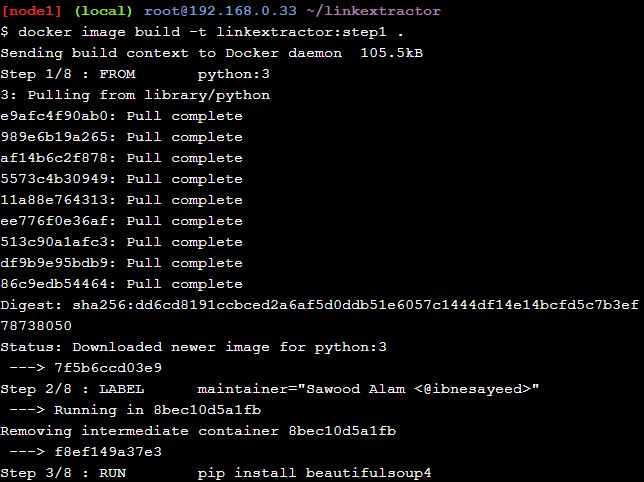 [node1] (local) root@192.168.0.33 ~/linkextractor
$ docker image build -t linkextractor:step1 .
Sending build context to Docker daemon  105.5kB
Step 1/8 : FROM       python:3
3: Pulling from library/python
e9afc4f90ab0: Pull complete
989e6b19a265: Pull complete
af14b6c2f878: Pull complete
5573c4b30949: Pull complete
11a88e764313: Pull complete
ee776f0e36af: Pull complete
513c90a1afc3: Pull complete
df9b9e95bdb9: Pull complete
86c9edb54464: Pull complete
Digest: sha256:dd6cd8191ccbced2a6af5d0ddb51e6057c1444df14e14bcfd5c7b3ef
78738050
Status: Downloaded newer image for python:3
 ---> 7f5b6ccd03e9
Step 2/8 : LABEL      maintainer="Sawood Alam <@ibnesayeed>"
 ---> Running in 8bec10d5a1fb
Removing intermediate container 8bec10d5a1fb
 ---> f8ef149a37e3
Step 3/8 : RUN        pip install beautifulsoup4